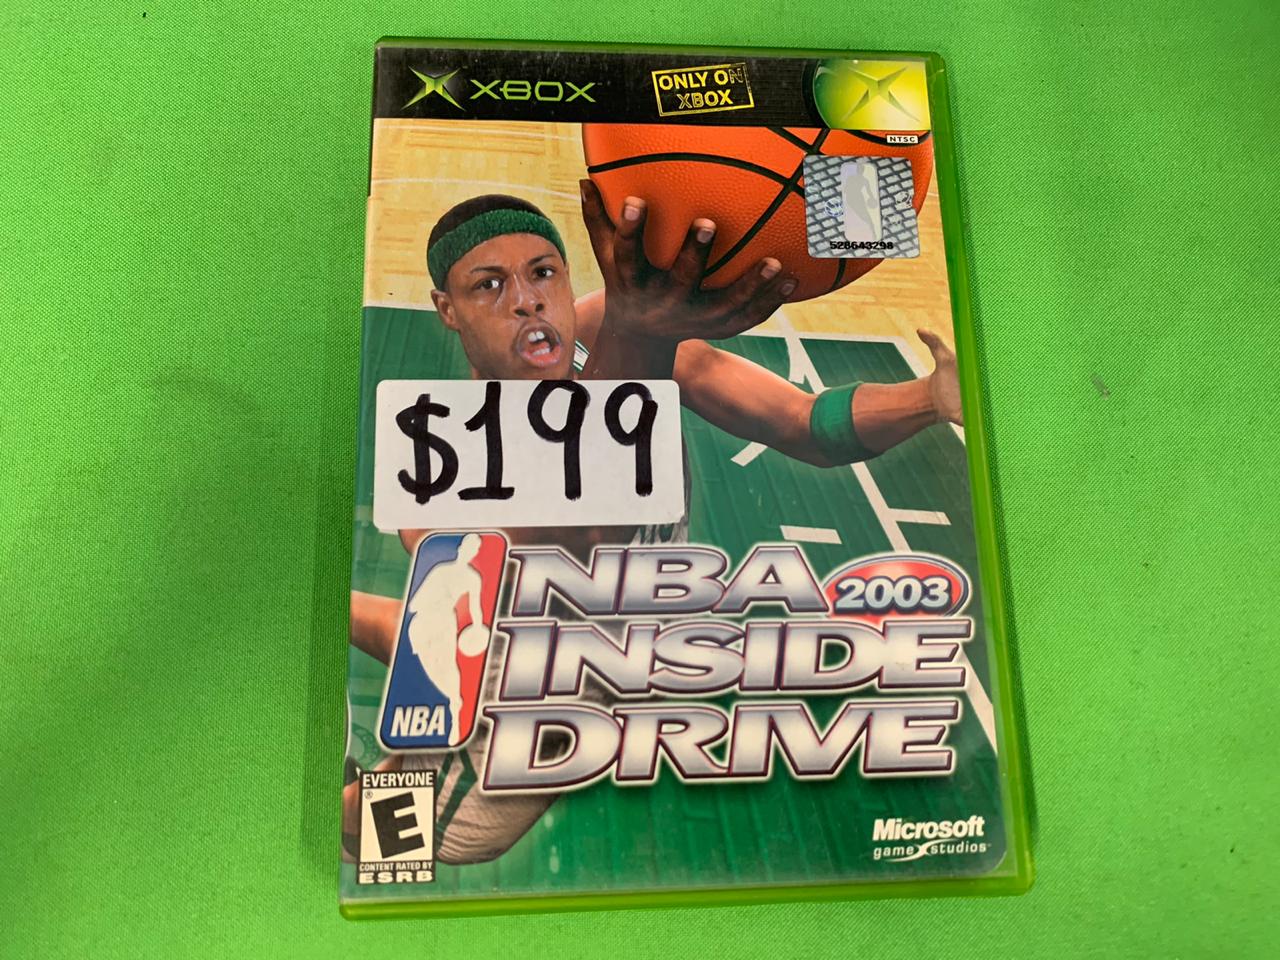 XBOX
ONLY ON
XBOX
NTSC
528643298
$199
NBA 2003
INSIDE
DRIVE
NBA
EVERYONE
E
CONTENT RATED BY
ESRB
Microsoft
game studios